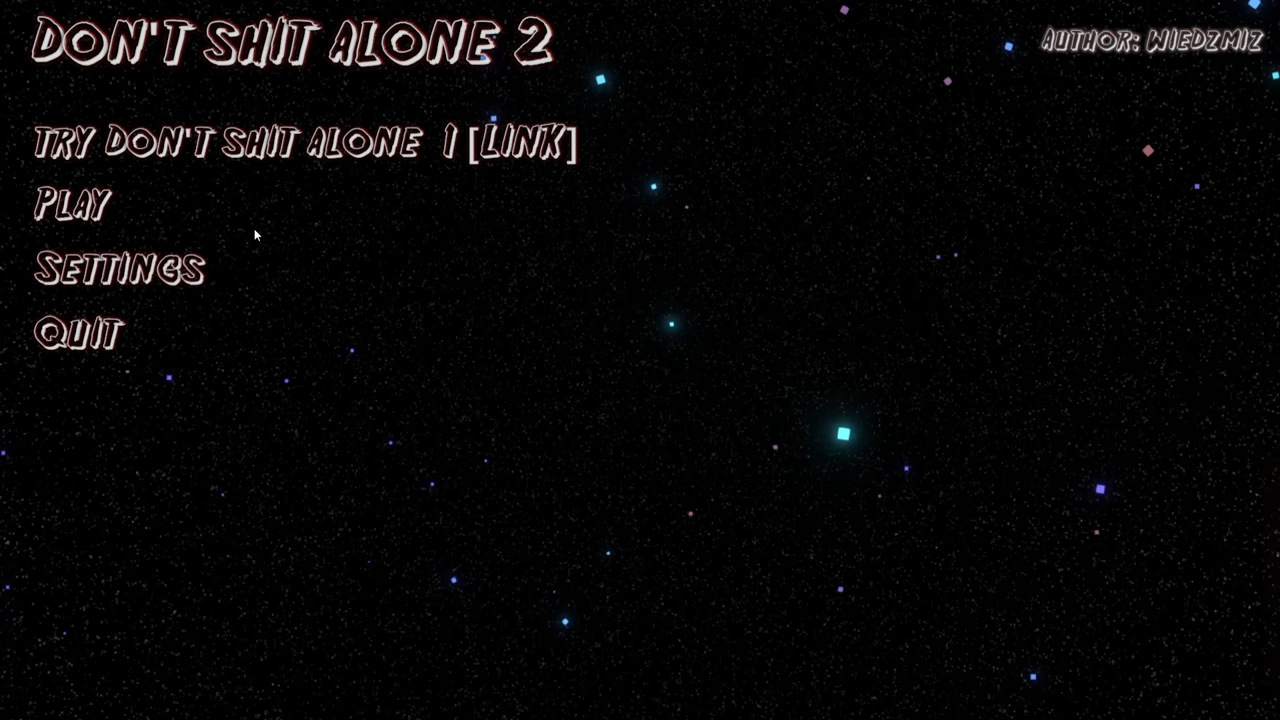 DON'T SHIT ALONE 2
AUTHOR: WIEDZMIZ
TRY DON'T SHIT ALONE 1 [LINK]
PLAY
SETTINGS
QUIT